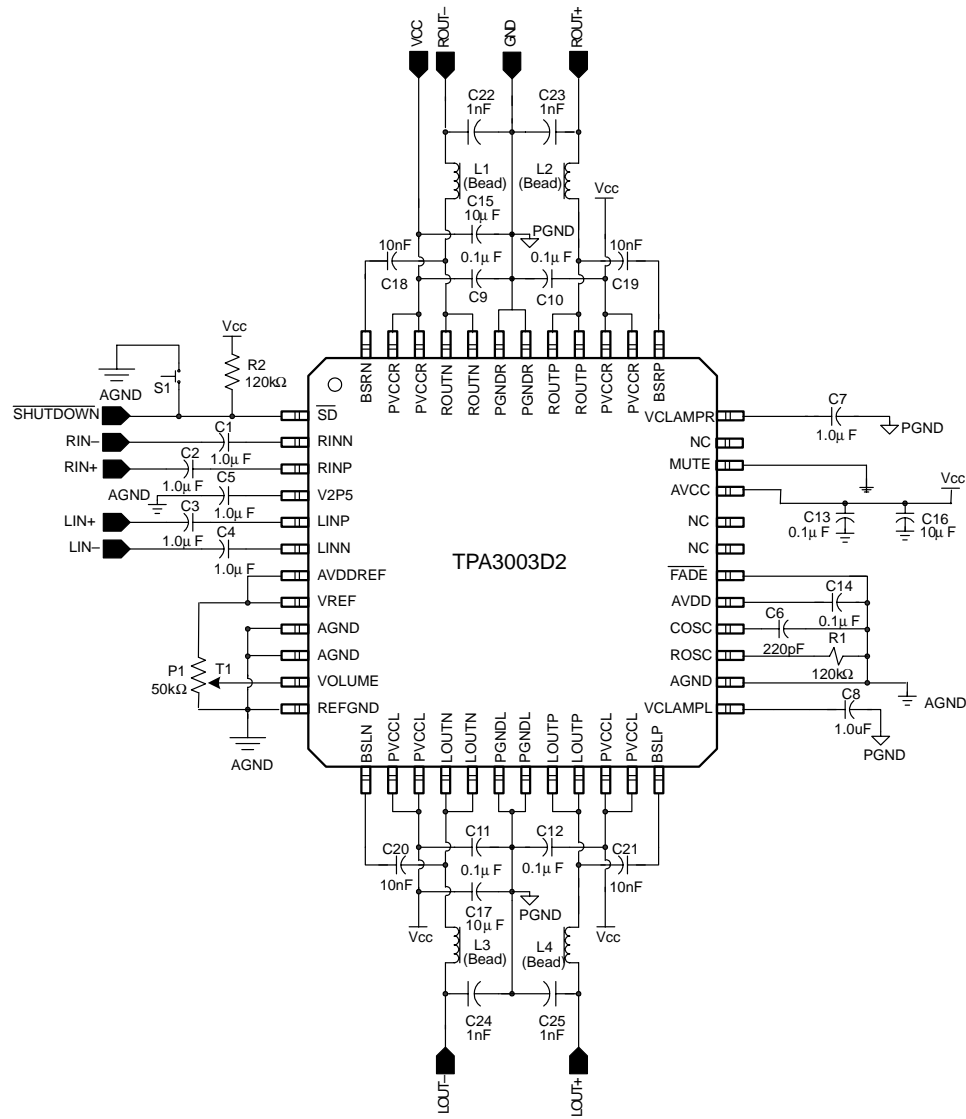 VCC
ROUT−
GND
ROUT+
C22
1nF
C23
1nF
L1
(Bead)
L2
(Bead)
Vcc
C15
10µ F
PGND
10nF
C18
0.1µ F
C9
0.1µ F
C10
10nF
C19
Vcc
R2
120kΩ
S1
AGND
SHUTDOWN
RIN−
RIN+
AGND
LIN+
LIN−
C1
1.0µ F
C2
1.0µ F
C5
1.0µ F
C3
1.0µ F
C4
1.0µ F
P1
50kΩ
T1
AGND
BSRN
PVCCR
PVCCR
ROUTN
ROUTN
PGNDR
PGNDR
ROUTP
ROUTP
PVCCR
PVCCR
BSRP
SD
RINN
RINP
V2P5
LINP
LINN
AVDDREF
VREF
AGND
AGND
VOLUME
REFGND
TPA3003D2
VCLAMPR
NC
MUTE
AVCC
NC
NC
FADE
AVDD
COSC
ROSC
AGND
VCLAMPL
BSLN
PVCCL
PVCCL
LOUTN
LOUTN
PGNDL
PGNDL
LOUTP
LOUTP
PVCCL
PVCCL
BSLP
C7
1.0µ F
PGND
Vcc
C13
0.1µ F
C16
10µ F
C14
0.1µ F
C6
220pF
R1
120kΩ
AGND
C8
1.0uF
PGND
C20
10nF
C11
0.1µ F
C12
0.1µ F
C21
10nF
C17
10µ F
PGND
Vcc
Vcc
L3
(Bead)
L4
(Bead)
C24
1nF
C25
1nF
LOUT−
LOUT+